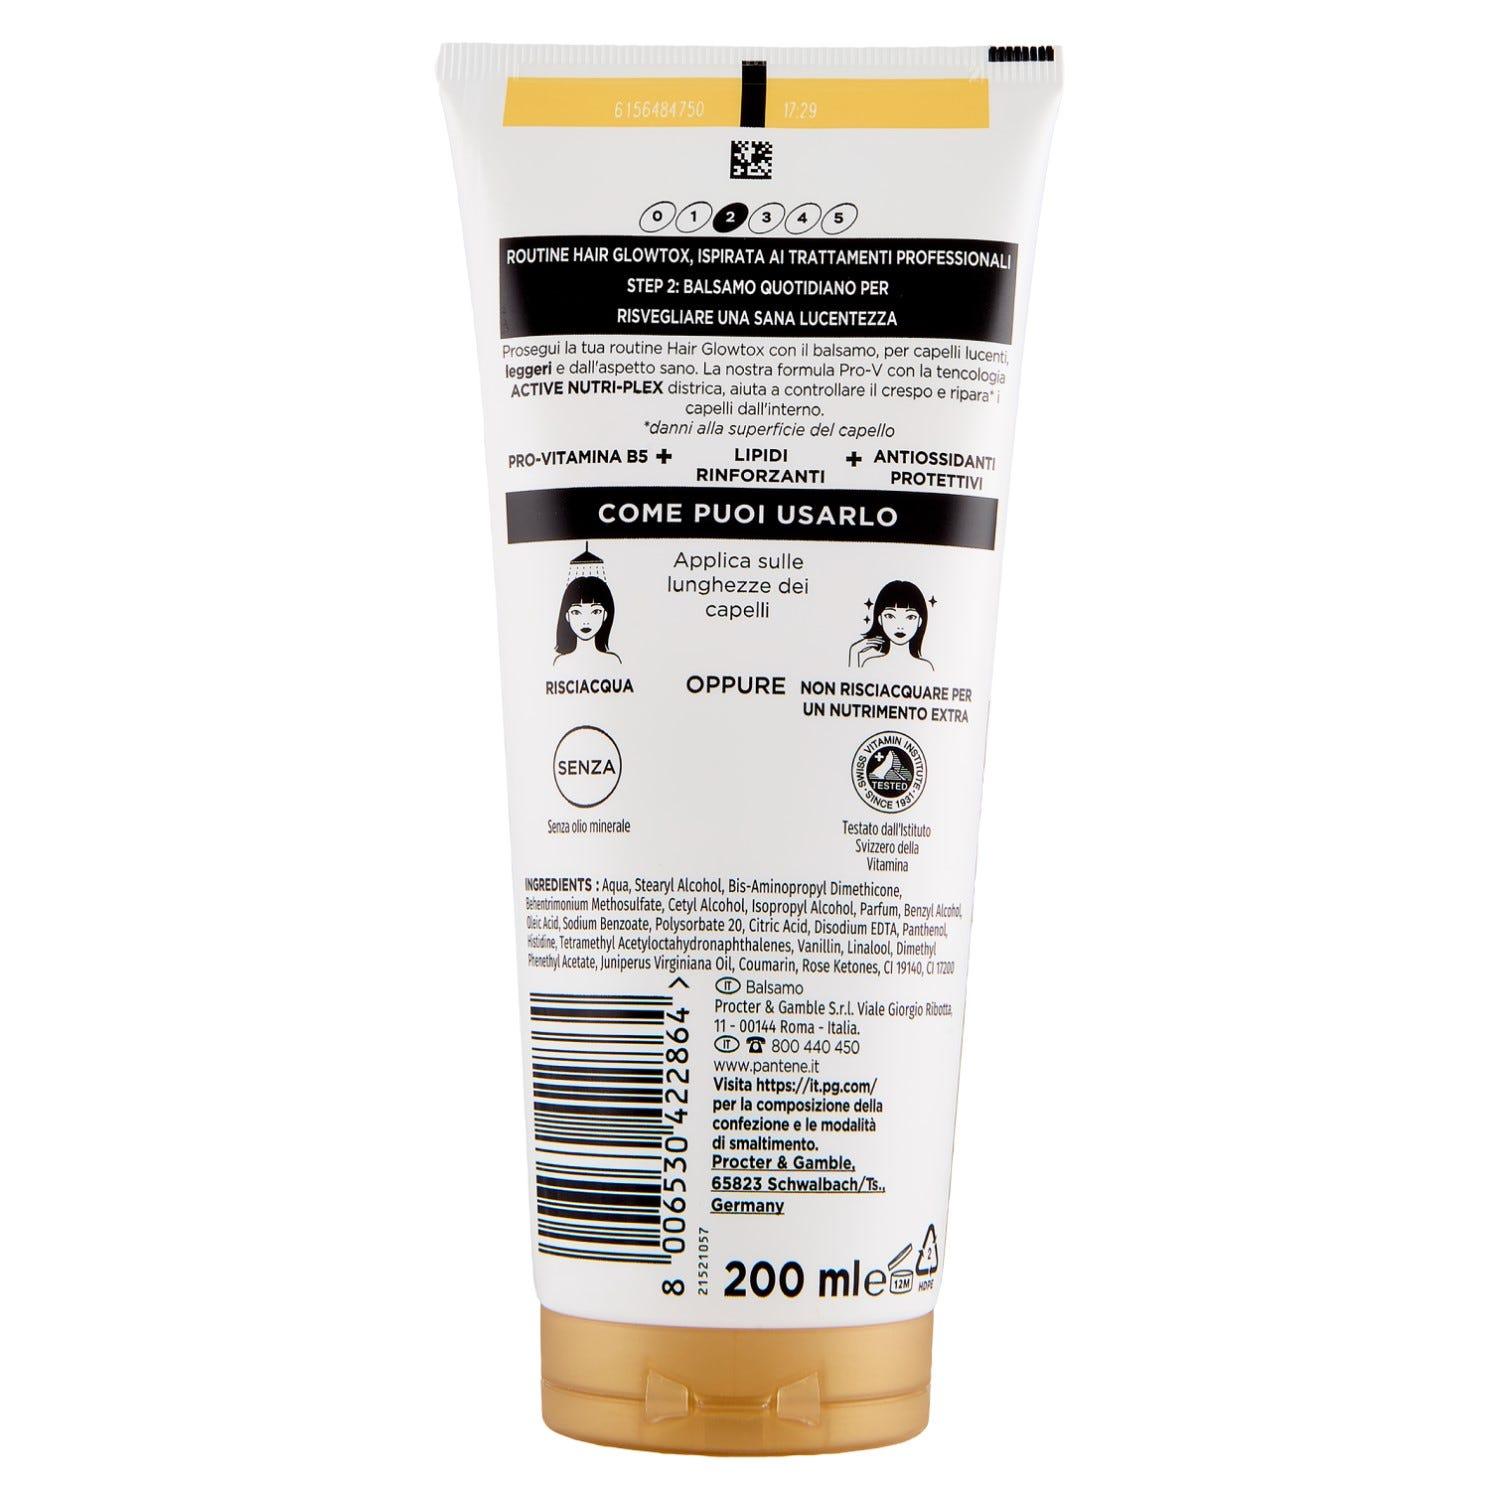 6156484750 17:29
0 1 2 3 4 5
ROUTINE HAIR GLOWTOX, ISPIRATA AI TRATTAMENTI PROFESSIONALI
STEP 2: BALSAMO QUOTIDIANO PER
RISVEGLIARE UNA SANA LUCENTEZZA
Prosegui la tua routine Hair Glowtox con il balsamo, per capelli lucenti,
leggeri e dall'aspetto sano. La nostra formula Pro-V con la tencologia
ACTIVE NUTRI-PLEX districa, aiuta a controllare il crespo e ripara* i
capelli dall'interno.
*danni alla superficie del capello
PRO-VITAMINA B5 + LIPIDI RINFORZANTI + ANTIOSSIDANTI PROTETTIVI
COME PUOI USARLO
Applica sulle
lunghezze dei
capelli
RISCIACQUA OPPURE NON RISCIACQUARE PER
UN NUTRIMENTO EXTRA
SENZA
Senza olio minerale
SWISS VITAMIN INSTITUTE
TESTED
SINCE 1931
Testato dall'Istituto
Svizzero della
Vitamina
INGREDIENTS : Aqua, Stearyl Alcohol, Bis-Aminopropyl Dimethicone,
Behentrimonium Methosulfate, Cetyl Alcohol, Isopropyl Alcohol, Parfum, Benzyl Alcohol,
Oleic Acid, Sodium Benzoate, Polysorbate 20, Citric Acid, Disodium EDTA, Panthenol,
Histidine, Tetramethyl Acetyloctahydronaphthalenes, Vanillin, Linalool, Dimethyl
Phenethyl Acetate, Juniperus Virginiana Oil, Coumarin, Rose Ketones, CI 19140, CI 17200
IT Balsamo
Procter & Gamble S.r.l. Viale Giorgio Ribotta,
11 - 00144 Roma - Italia.
IT ☎ 800 440 450
www.pantene.it
Visita https://it.pg.com/
per la composizione della
confezione e le modalità
di smaltimento.
Procter & Gamble,
65823 Schwalbach/Ts.,
Germany
8 006530 422864 >
21521057
200 ml e 12M
2
HDPE